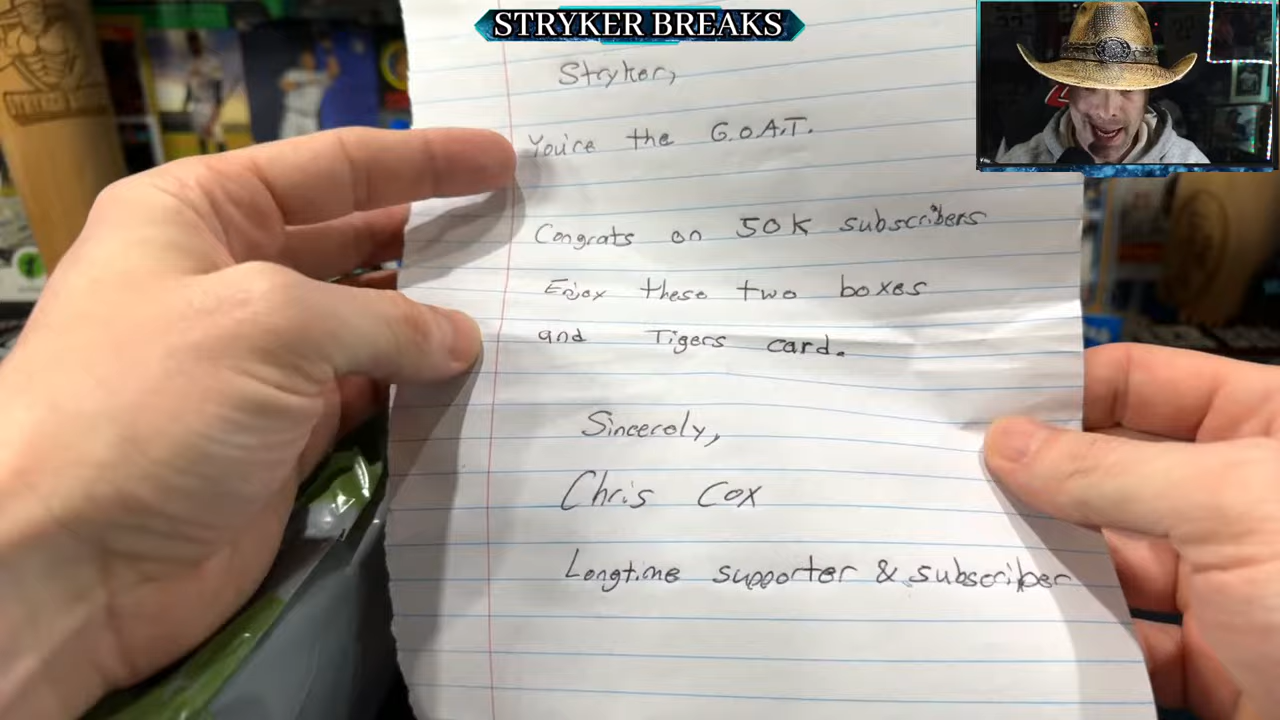 STRYKER BREAKS
Stryker,
You're the G.O.A.T.
Congrats on 50K subscribers
Enjoy these two boxes
and Tigers card.
Sincerely,
Chris Cox
Longtime supporter & subscriber